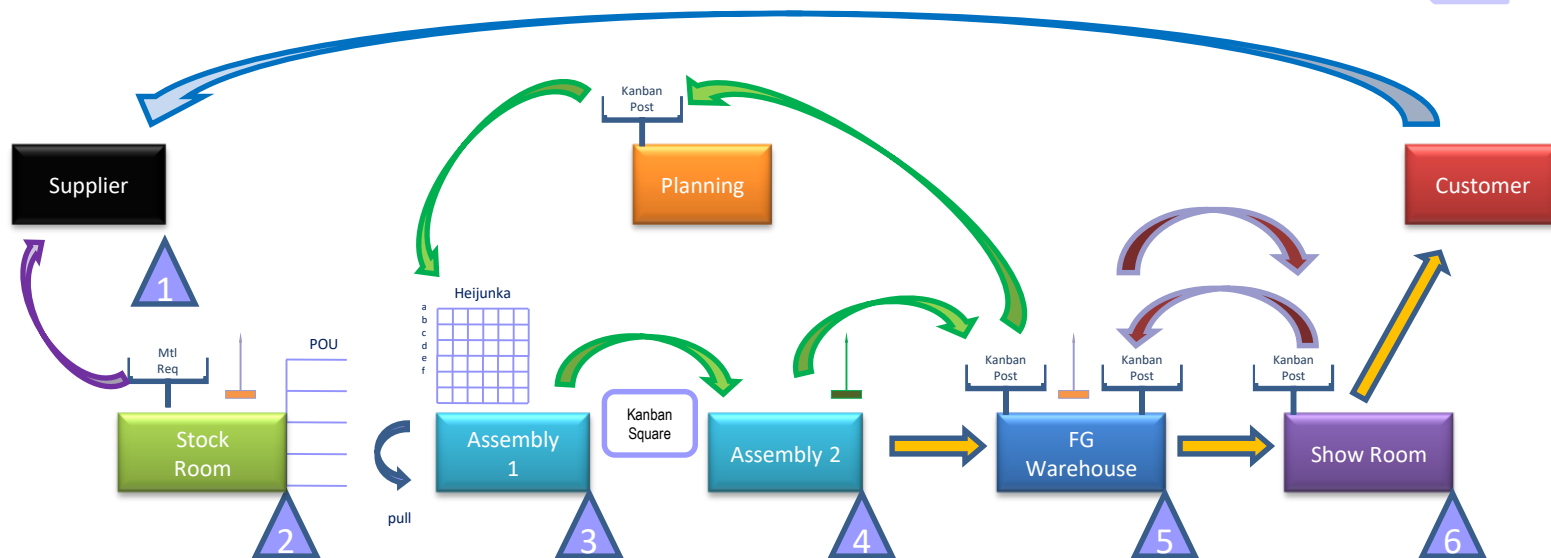 Kanban
Post
Supplier
Planning
Customer
1
Heijunka
a
b
c
d
e
f
POU
Mtl
Req
Kanban
Post
Kanban
Post
Kanban
Post
Stock
Room
Assembly
1
Kanban
Square
Assembly 2
FG
Warehouse
Show Room
pull
2
3
4
5
6